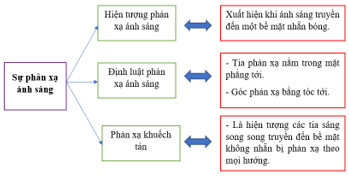 Hiện tượng phản
xạ ánh sáng
Xuất hiện khi ánh sáng truyền
đến một bề mặt nhẵn bóng.
Sự phản xạ
ánh sáng
Định luật phản
xạ ánh sáng
- Tia phản xạ nằm trong mặt
phẳng tới.
- Góc phản xạ bằng tóc tới.
Phản xạ khuếch
tán
- Là hiện tượng các tia sáng
song song truyền đến bề mặt
không nhẵn bị phản xạ theo
mọi hướng.